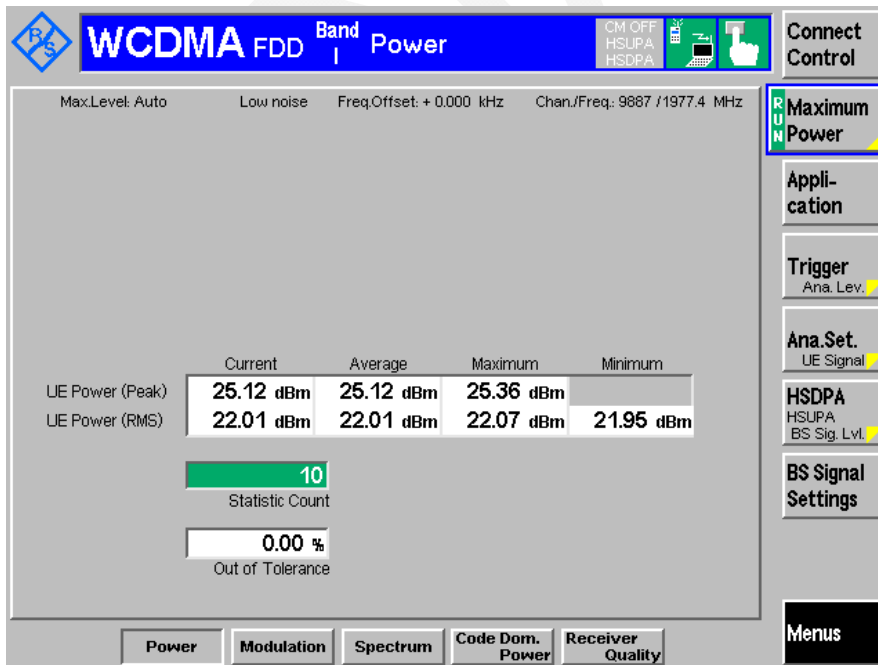 R&S
WCDMA FDD Band I Power
CM OFF
HSUPA
HSDPA
Connect
Control
Max.Level: Auto Low noise Freq.Offset: + 0.000 kHz Chan./Freq.: 9887 /1977.4 MHz
RUN
Maximum
Power
Appli-
cation
Trigger
Ana. Lev.
Ana.Set.
UE Signal
HSDPA
HSUPA
BS Sig. Lvl.
BS Signal
Settings
Current Average Maximum Minimum
UE Power (Peak) 25.12 dBm 25.12 dBm 25.36 dBm
UE Power (RMS) 22.01 dBm 22.01 dBm 22.07 dBm 21.95 dBm
10
Statistic Count
0.00 %
Out of Tolerance
Power Modulation Spectrum Code Dom. Power Receiver Quality
Menus